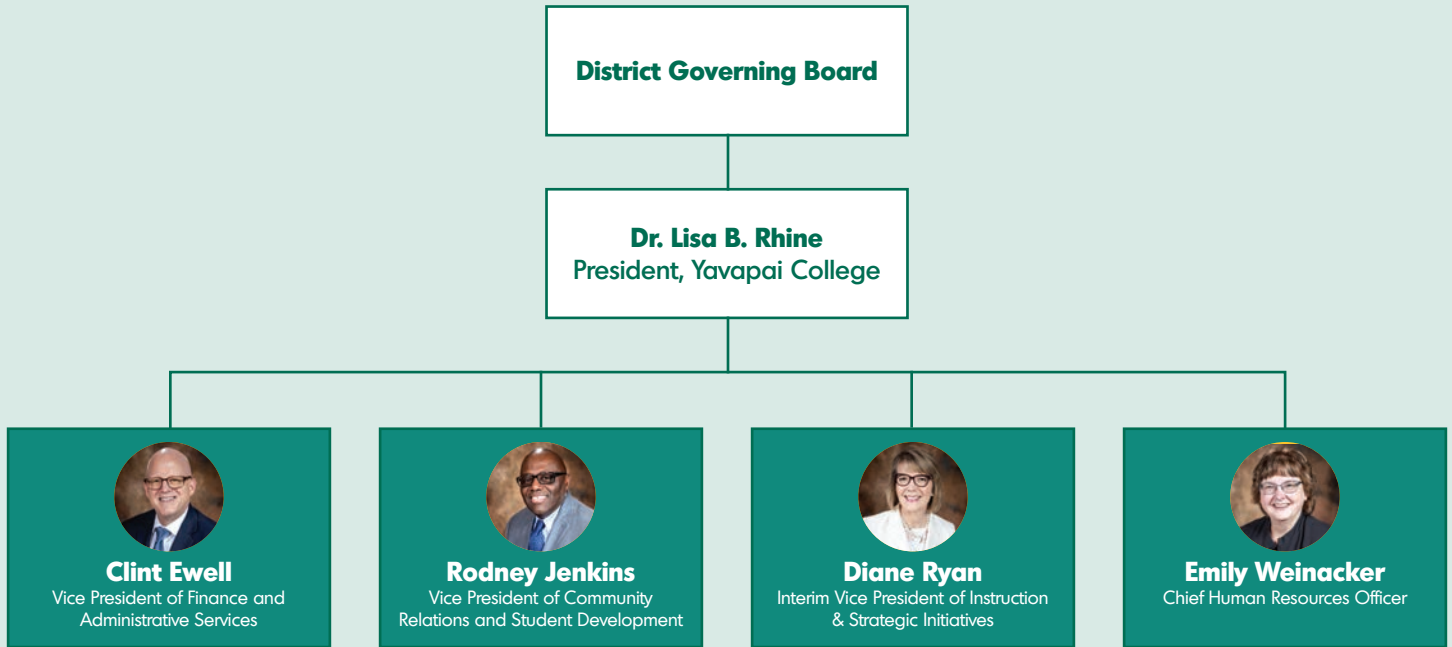 District Governing Board
Dr. Lisa B. Rhine
President, Yavapai College
Clint Ewell
Vice President of Finance and
Administrative Services
Rodney Jenkins
Vice President of Community
Relations and Student Development
Diane Ryan
Interim Vice President of Instruction
& Strategic Initiatives
Emily Weinacker
Chief Human Resources Officer